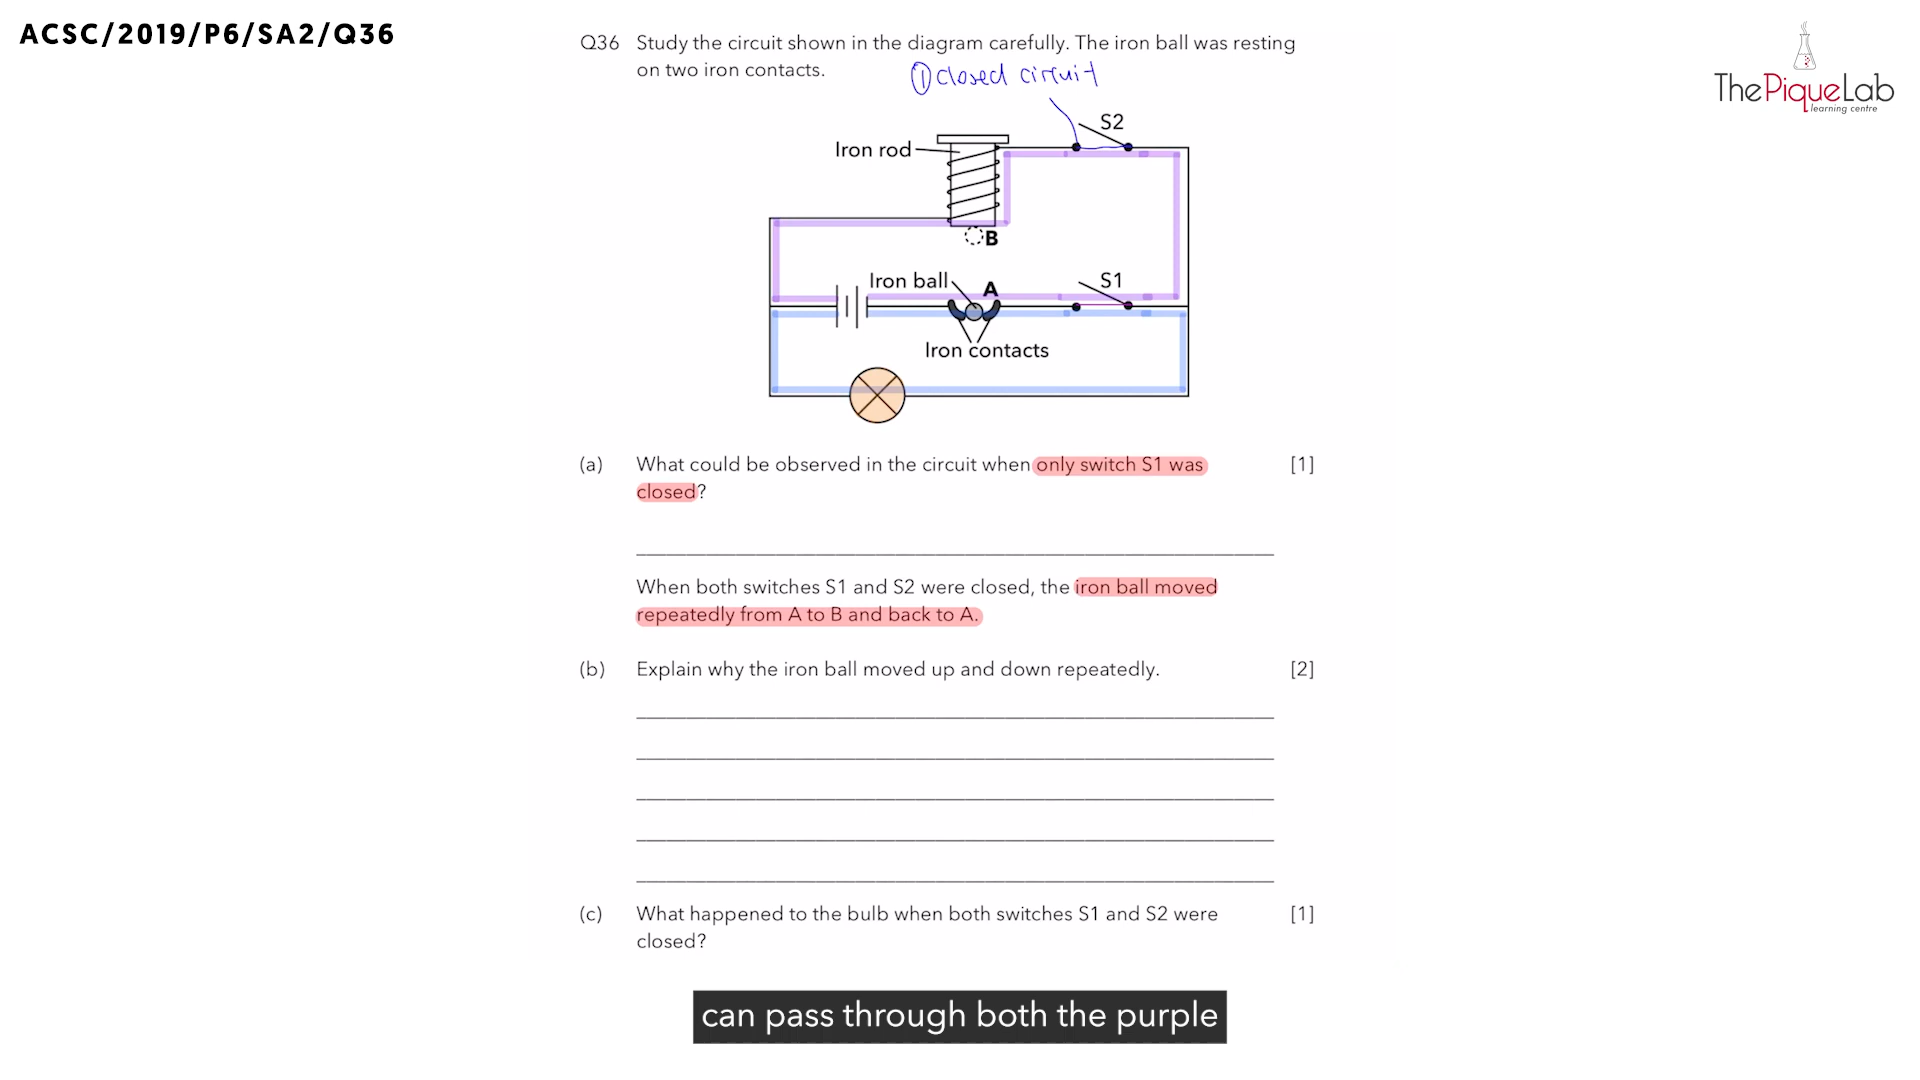 ACSC/2019/P6/SA2/Q36
ThePiqueLab
learning centre
Q36 Study the circuit shown in the diagram carefully. The iron ball was resting
on two iron contacts.
① closed circuit
S2
Iron rod
B
Iron ball
A
S1
Iron contacts
(a) What could be observed in the circuit when only switch S1 was [1]
closed?
When both switches S1 and S2 were closed, the iron ball moved
repeatedly from A to B and back to A.
(b) Explain why the iron ball moved up and down repeatedly. [2]
(c) What happened to the bulb when both switches S1 and S2 were [1]
closed?
can pass through both the purple